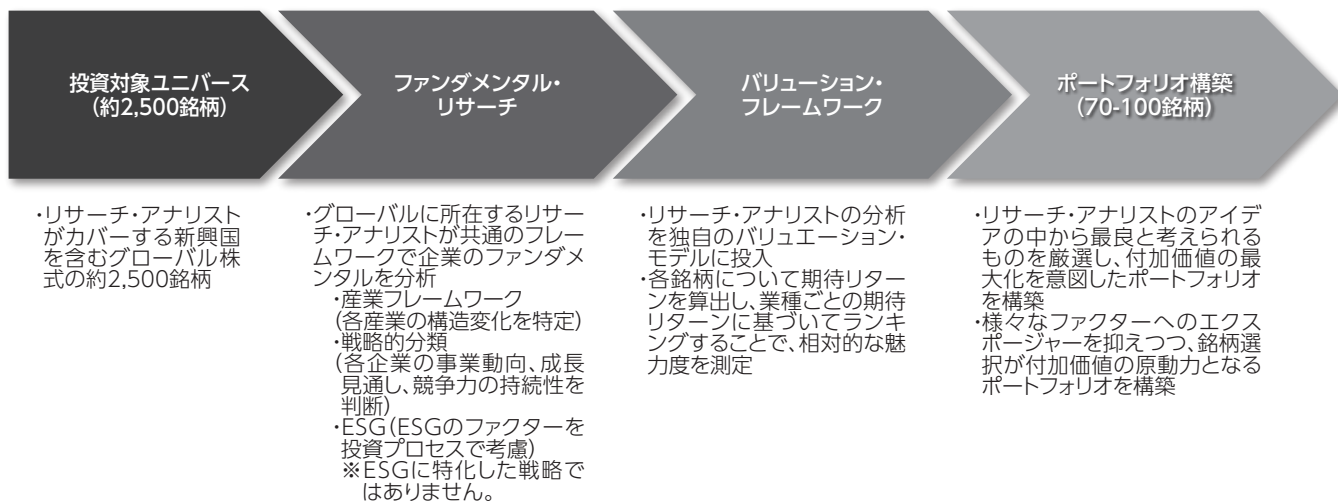 投資対象ユニバース
(約2,500銘柄)
ファンダメンタル・
リサーチ
バリューション・
フレームワーク
ポートフォリオ構築
(70-100銘柄)
・リサーチ・アナリスト
がカバーする新興国
を含むグローバル株
式の約2,500銘柄
・グローバルに所在するリサー
チ・アナリストが共通のフレー
ムワークで企業のファンダメ
ンタルを分析
・産業フレームワーク
(各産業の構造変化を特定)
・戦略的分類
(各企業の事業動向、成長
見通し、競争力の持続性を
判断)
・ESG(ESGのファクターを
投資プロセスで考慮)
※ESGに特化した戦略で
はありません。
・リサーチ・アナリストの分析
を独自のバリュエーション・
モデルに投入
・各銘柄について期待リター
ンを算出し、業種ごとの期待
リターンに基づいてランキ
ングすることで、相対的な魅
力度を測定
・リサーチ・アナリストのアイデ
アの中から最良と考えられる
ものを厳選し、付加価値の最
大化を意図したポートフォリオ
を構築
・様々なファクターへのエクス
ポージャーを抑えつつ、銘柄選
択が付加価値の原動力となる
ポートフォリオを構築